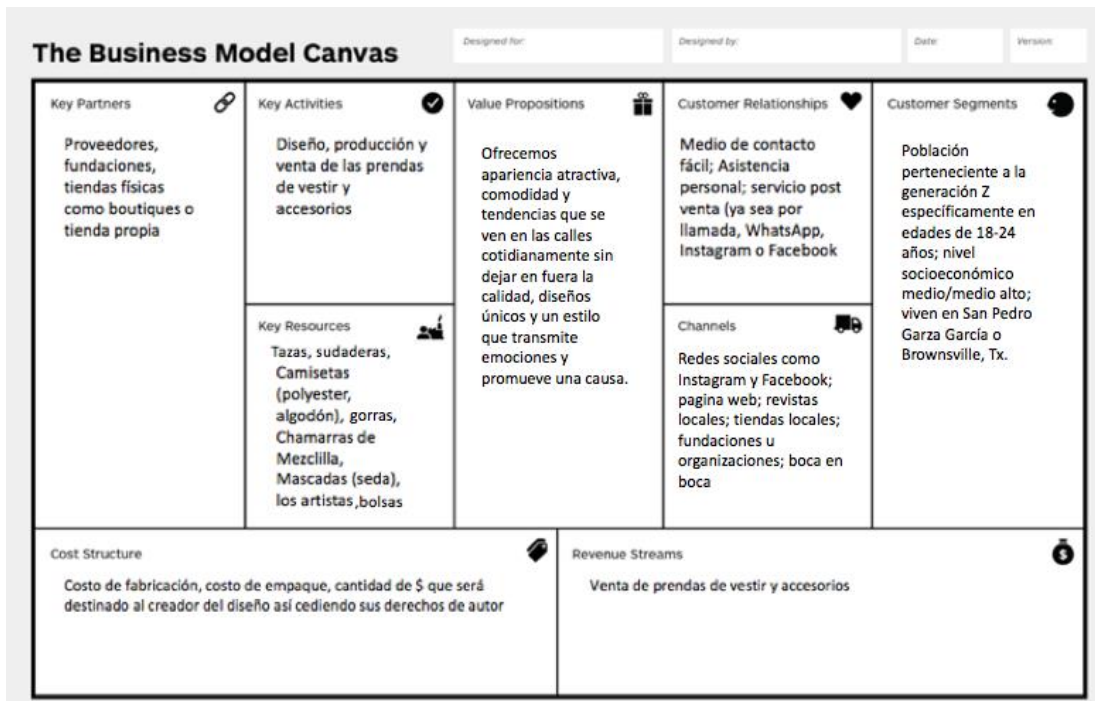 The Business Model Canvas
Designed for:
Designed by:
Date:
Version:
Key Partners
Proveedores,
fundaciones,
tiendas físicas
como boutiques o
tienda propia
Key Activities
Diseño, producción y
venta de las prendas
de vestir y
accesorios
Key Resources
Tazas, sudaderas,
Camisetas
(polyester,
algodón), gorras,
Chamarras de
Mezclilla,
Mascadas (seda),
los artistas ,bolsas
Value Propositions
Ofrecemos
apariencia atractiva,
comodidad y
tendencias que se
ven en las calles
cotidianamente sin
dejar en fuera la
calidad, diseños
únicos y un estilo
que transmite
emociones y
promueve una causa.
Customer Relationships
Medio de contacto
fácil; Asistencia
personal; servicio post
venta (ya sea por
llamada, WhatsApp,
Instagram o Facebook
Channels
Redes sociales como
Instagram y Facebook;
pagina web; revistas
locales; tiendas locales;
fundaciones u
organizaciones; boca en
boca
Customer Segments
Población
perteneciente a la
generación Z
específicamente en
edades de 18-24
años; nivel
socioeconómico
medio/medio alto;
viven en San Pedro
Garza García o
Brownsville, Tx.
Cost Structure
Costo de fabricación, costo de empaque, cantidad de $ que será
destinado al creador del diseño así cediendo sus derechos de autor
Revenue Streams
Venta de prendas de vestir y accesorios